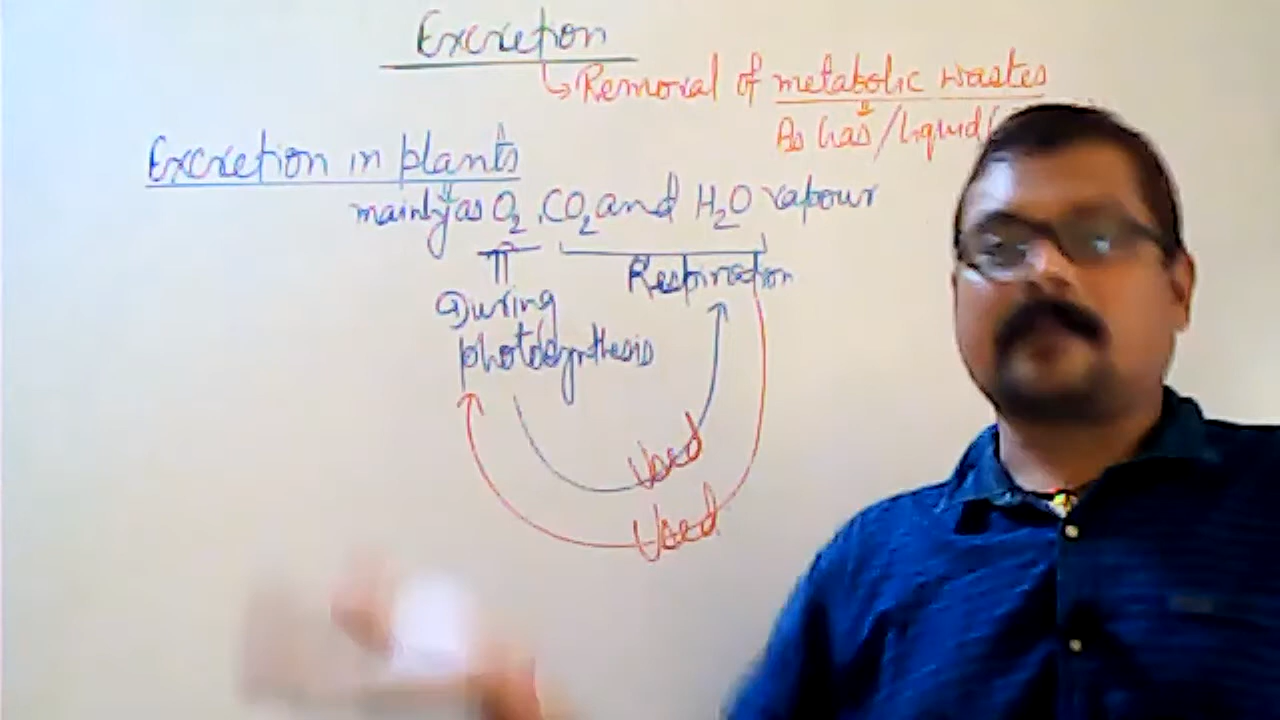 Excretion
Removal of metabolic wastes
As Gas/liquid/
Excretion in plants
mainly as O2, CO2 and H2O vapour
During photosynthesis
Respiration
Used
Used